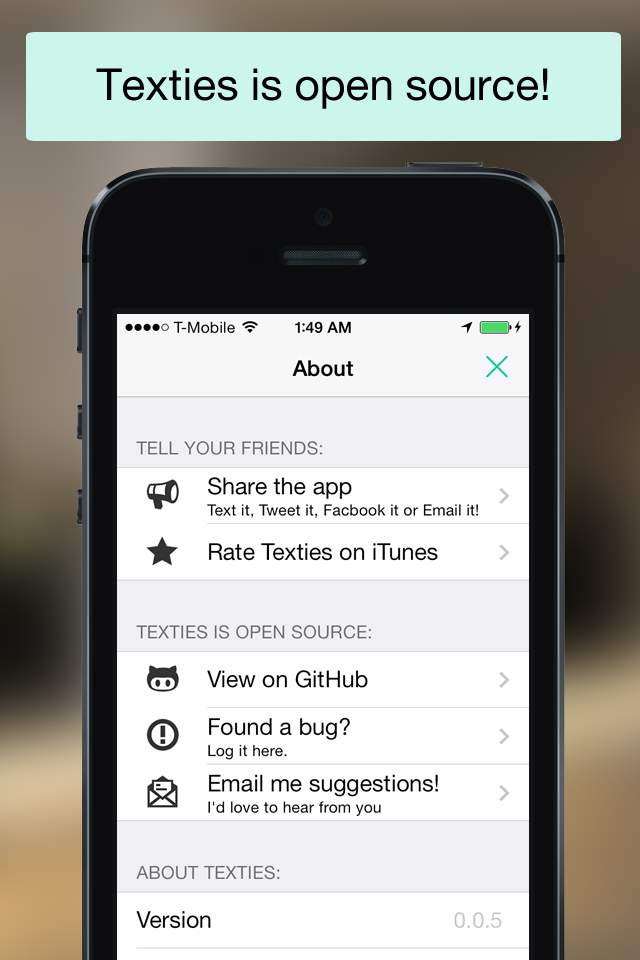 Texties is open source!
T-Mobile 1:49 AM
About
TELL YOUR FRIENDS:
Share the app
Text it, Tweet it, Facbook it or Email it!
Rate Texties on iTunes
TEXTIES IS OPEN SOURCE:
View on GitHub
Found a bug?
Log it here.
Email me suggestions!
I'd love to hear from you
ABOUT TEXTIES:
Version 0.0.5